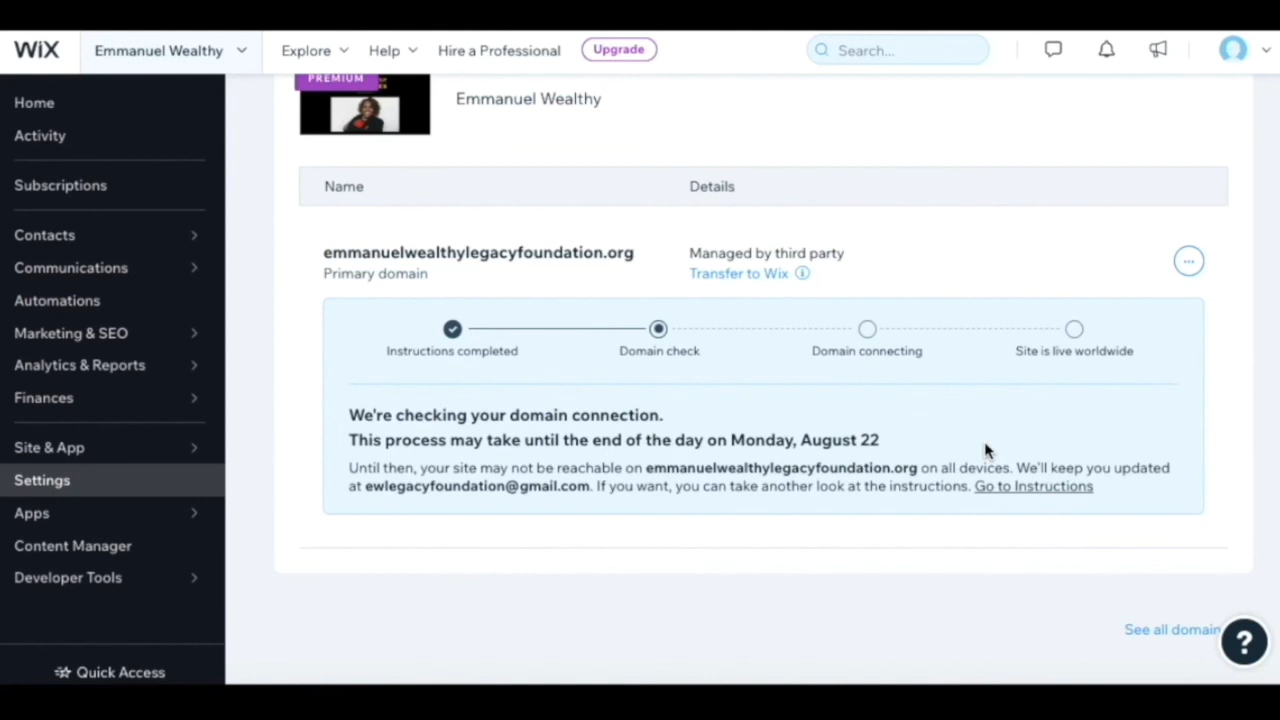 WiX
Emmanuel Wealthy
Explore
Help
Hire a Professional
Upgrade
Search...
Home
Activity
Subscriptions
Contacts
Communications
Automations
Marketing & SEO
Analytics & Reports
Finances
Site & App
Settings
Apps
Content Manager
Developer Tools
Quick Access
PREMIUM
Emmanuel Wealthy
Name Details
emmanuelwealthylegacyfoundation.org Managed by third party
Primary domain Transfer to Wix
Instructions completed Domain check Domain connecting Site is live worldwide
We're checking your domain connection.
This process may take until the end of the day on Monday, August 22
Until then, your site may not be reachable on emmanuelwealthylegacyfoundation.org on all devices. We'll keep you updated
at ewlegacyfoundation@gmail.com. If you want, you can take another look at the instructions. Go to Instructions
See all domain
?